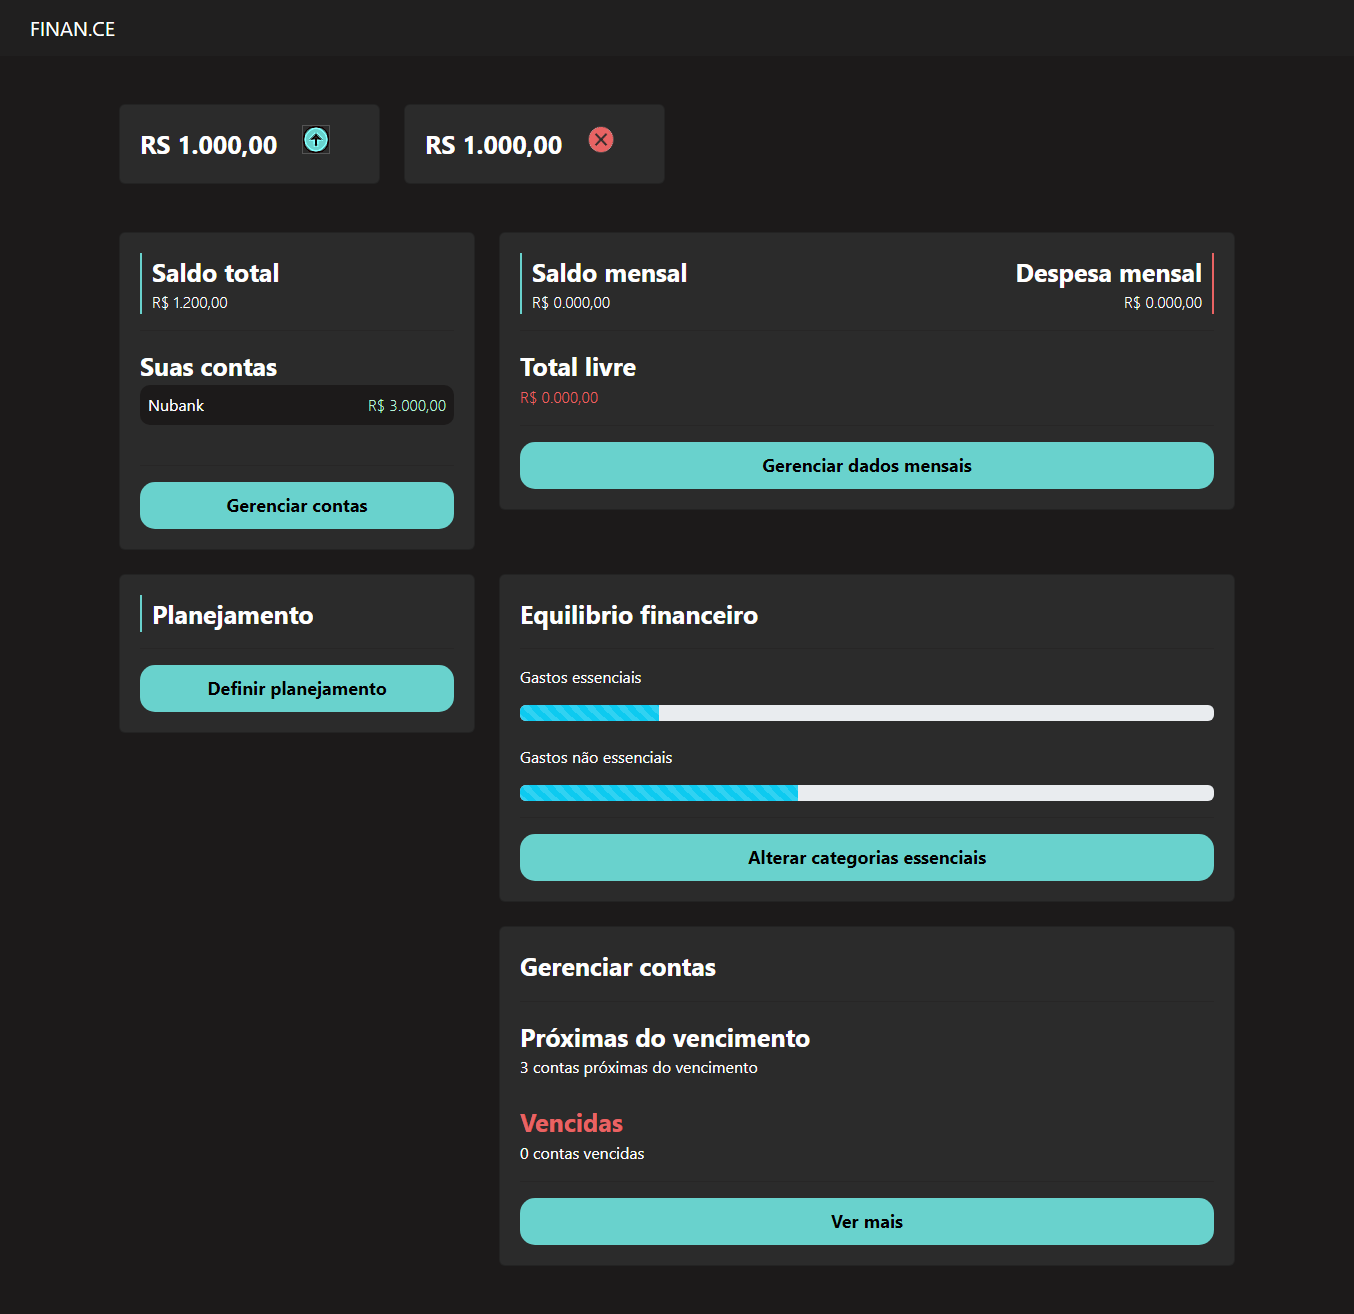 FINAN.CE
RS 1.000,00
RS 1.000,00
Saldo total
R$ 1.200,00
Suas contas
Nubank R$ 3.000,00
Gerenciar contas
Saldo mensal
R$ 0.000,00
Despesa mensal
R$ 0.000,00
Total livre
R$ 0.000,00
Gerenciar dados mensais
Planejamento
Definir planejamento
Equilibrio financeiro
Gastos essenciais
Gastos não essenciais
Alterar categorias essenciais
Gerenciar contas
Próximas do vencimento
3 contas próximas do vencimento
Vencidas
0 contas vencidas
Ver mais